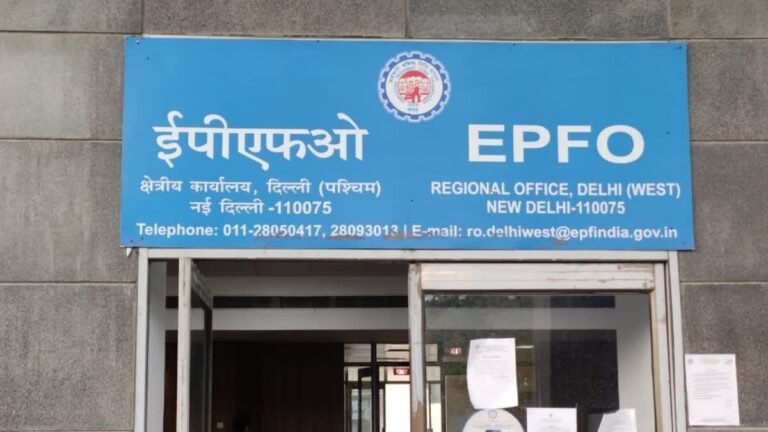 ईपीएफओ
EPFO
क्षेत्रीय कार्यालय, दिल्ली (पश्चिम)
नई दिल्ली -110075
REGIONAL OFFICE, DELHI (WEST)
NEW DELHI-110075
Telephone: 011-28050417, 28093013 | E-mail: ro.delhiwest@epfindia.gov.in